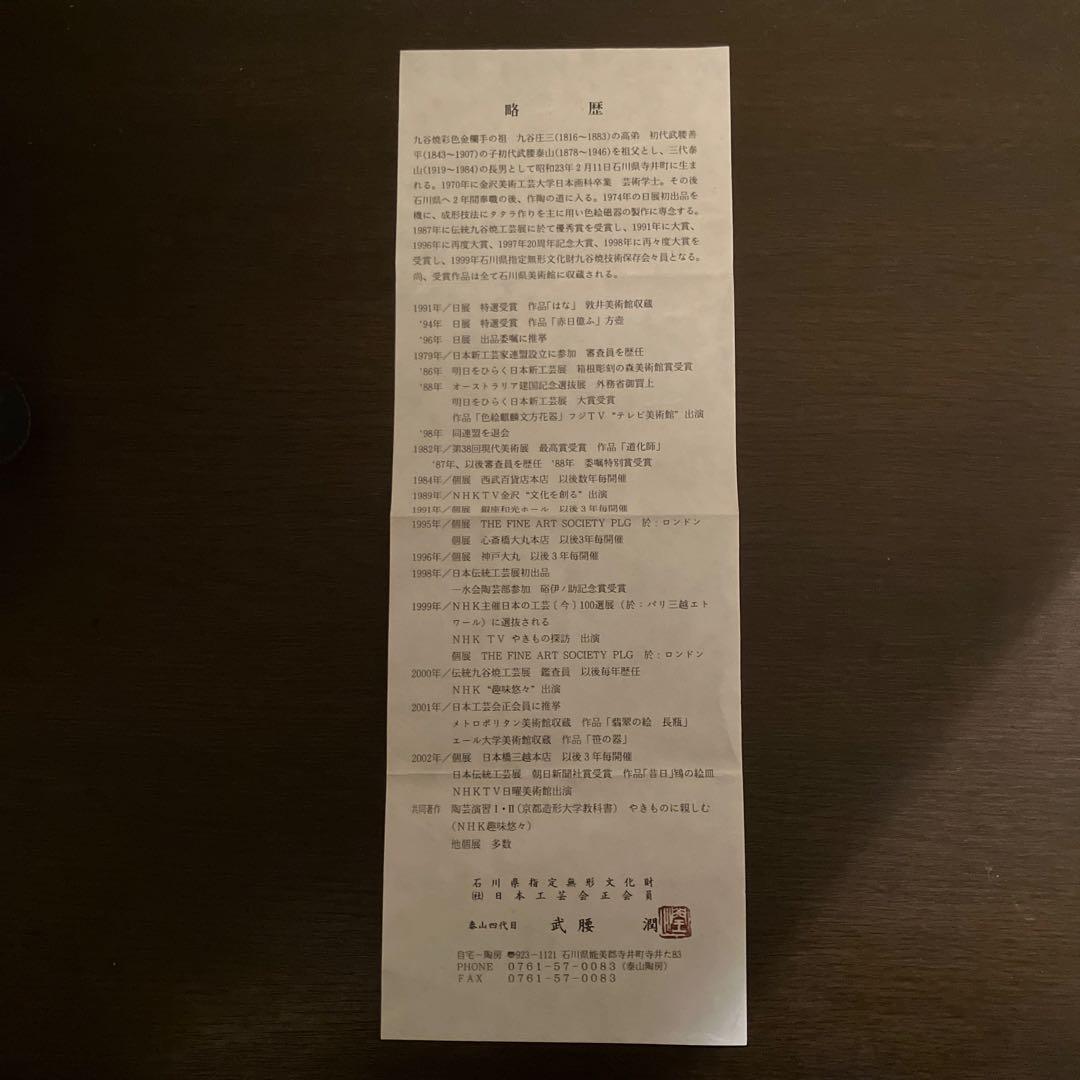 略歴
九谷焼彩色金襴手の祖　九谷庄三(1816〜1883)の高弟　初代武腰善
平(1843〜1907)の子初代武腰泰山(1878〜1946)を祖父とし、三代泰
山(1919〜1984)の長男として昭和23年2月11日石川県寺井町に生ま
れる。1970年に金沢美術工芸大学日本画科卒業　芸術学士。その後
石川県へ2年間奉職の後、作陶の道に入る。1974年の日展初出品を
機に、成形技法にタタラ作りを主に用い色絵磁器の製作に専念する。
1987年に伝統九谷焼工芸展に於て優秀賞を受賞し、1991年に大賞、
1996年に再度大賞、1997年20周年記念大賞、1998年に再々度大賞を
受賞し、1999年石川県指定無形文化財九谷焼技術保存会々員となる。
尚、受賞作品は全て石川県美術館に収蔵される。
1991年／日展　特選受賞　作品「はな」　敦井美術館収蔵
'94年　日展　特選受賞　作品「赤日億ふ」方壺
'96年　日展　出品委嘱に推挙
1979年／日本新工芸家連盟設立に参加　審査員を歴任
'86年　明日をひらく日本新工芸展　箱根彫刻の森美術館賞受賞
'88年　オーストラリア建国記念選抜展　外務省御買上
明日をひらく日本新工芸展　大賞受賞
作品「色絵麒麟文方花器」フジTV “テレビ美術館” 出演
'98年　同連盟を退会
1982年／第38回現代美術展　最高賞受賞　作品「道化師」
'87年、以後審査員を歴任　'88年　委嘱特別賞受賞
1984年／個展　西武百貨店本店　以後数年毎開催
1989年／NHKTV金沢 “文化を創る” 出演
1991年／個展　銀座和光ホール　以後3年毎開催
1995年／個展　THE FINE ART SOCIETY PLG　於：ロンドン
個展　心斎橋大丸本店　以後3年毎開催
1996年／個展　神戸大丸　以後3年毎開催
1998年／日本伝統工芸展初出品
一水会陶芸部参加　硲伊ノ助記念賞受賞
1999年／NHK主催日本の工芸〔今〕100選展（於：パリ三越エト
ワール）に選抜される
NHK TV やきもの探訪　出演
個展　THE FINE ART SOCIETY PLG　於：ロンドン
2000年／伝統九谷焼工芸展　鑑査員　以後毎年歴任
NHK “趣味悠々” 出演
2001年／日本工芸会正会員に推挙
メトロポリタン美術館収蔵　作品「翡翠の絵　長瓶」
エール大学美術館収蔵　作品「笹の器」
2002年／個展　日本橋三越本店　以後3年毎開催
日本伝統工芸展　朝日新聞社賞受賞　作品「昔日」鴉の絵皿
NHKTV日曜美術館出演
共同著作　陶芸演習Ⅰ・Ⅱ（京都造形大学教科書）　やきものに親しむ
（NHK趣味悠々）
他個展　多数
石川県指定無形文化財
㈳日本工芸会正会員
泰山四代目　武腰　潤
自宅－陶房　☎923-1121 石川県能美郡寺井町寺井た83
PHONE　0761-57-0083（泰山陶房）
FAX　0761-57-0083